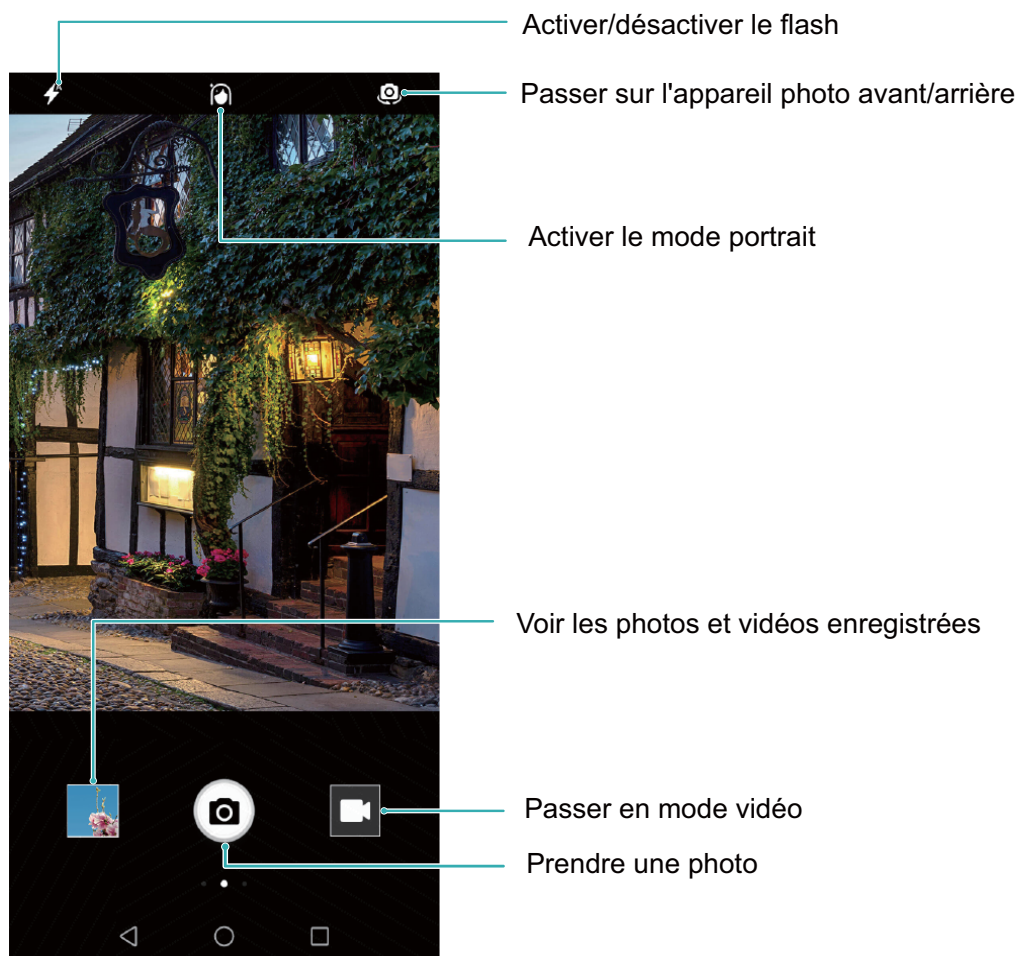 Activer/désactiver le flash
Passer sur l'appareil photo avant/arrière
Activer le mode portrait
Voir les photos et vidéos enregistrées
Passer en mode vidéo
Prendre une photo